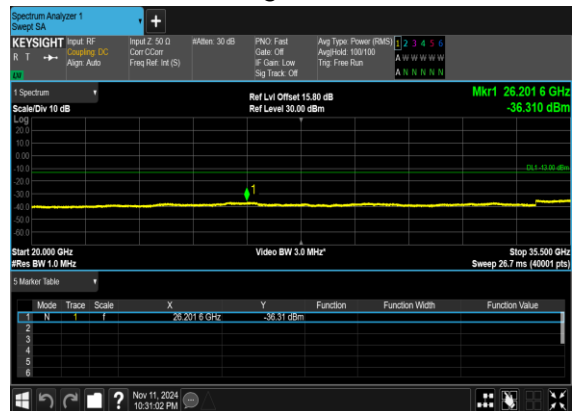 Spectrum Analyzer 1
Swept SA
+
KEYSIGHT Input: RF Input Z: 50 Ω #Atten: 30 dB PNO: Fast Avg Type: Power (RMS) 1 2 3 4 5 6
R T Coupling: DC Corr CCorr Gate: Off Avg|Hold: 100/100 A W W W W W
Align: Auto Freq Ref: Int (S) IF Gain: Low Trig: Free Run
Sig Track: Off A N N N N N
LXI
1 Spectrum Ref Lvl Offset 15.80 dB Mkr1 26.201 6 GHz
Scale/Div 10 dB Ref Level 30.00 dBm -36.310 dBm
Log
20.0
10.0
0.00
-10.0 DL1 -13.00 dBm
-20.0
-30.0 1
-40.0
-50.0
-60.0
Start 20.000 GHz Video BW 3.0 MHz* Stop 35.500 GHz
#Res BW 1.0 MHz Sweep 26.7 ms (40001 pts)
5 Marker Table
Mode Trace Scale X Y Function Function Width Function Value
1 N 1 f 26.201 6 GHz -36.31 dBm
2
3
4
5
6
? Nov 11, 2024
10:31:02 PM